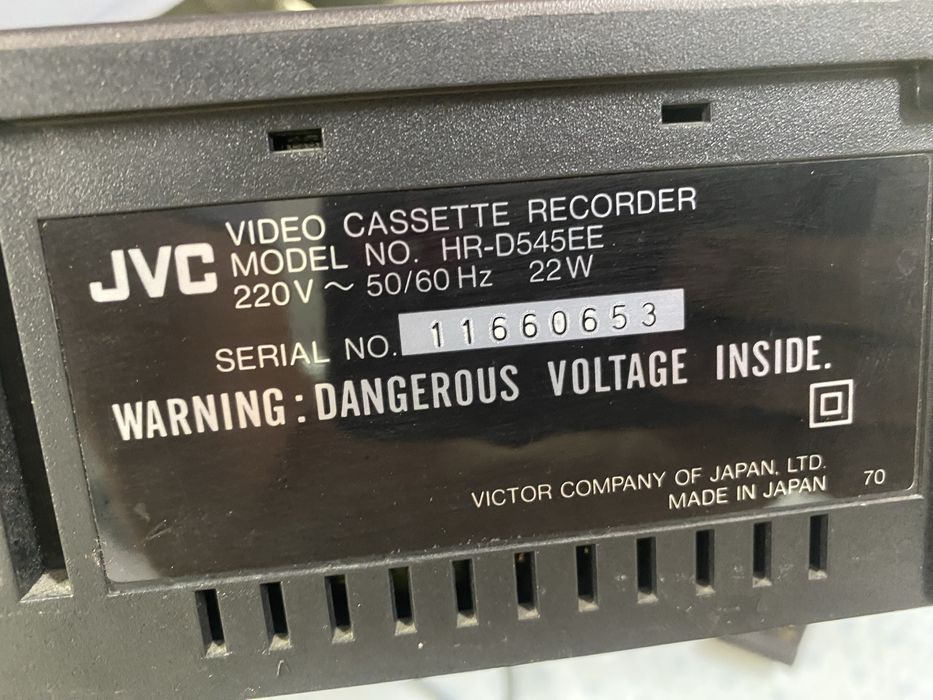 JVC
VIDEO CASSETTE RECORDER
MODEL NO. HR-D545EE
220V ~ 50/60 Hz 22W
SERIAL NO. 11660653
WARNING : DANGEROUS VOLTAGE INSIDE.
VICTOR COMPANY OF JAPAN, LTD.
MADE IN JAPAN 70